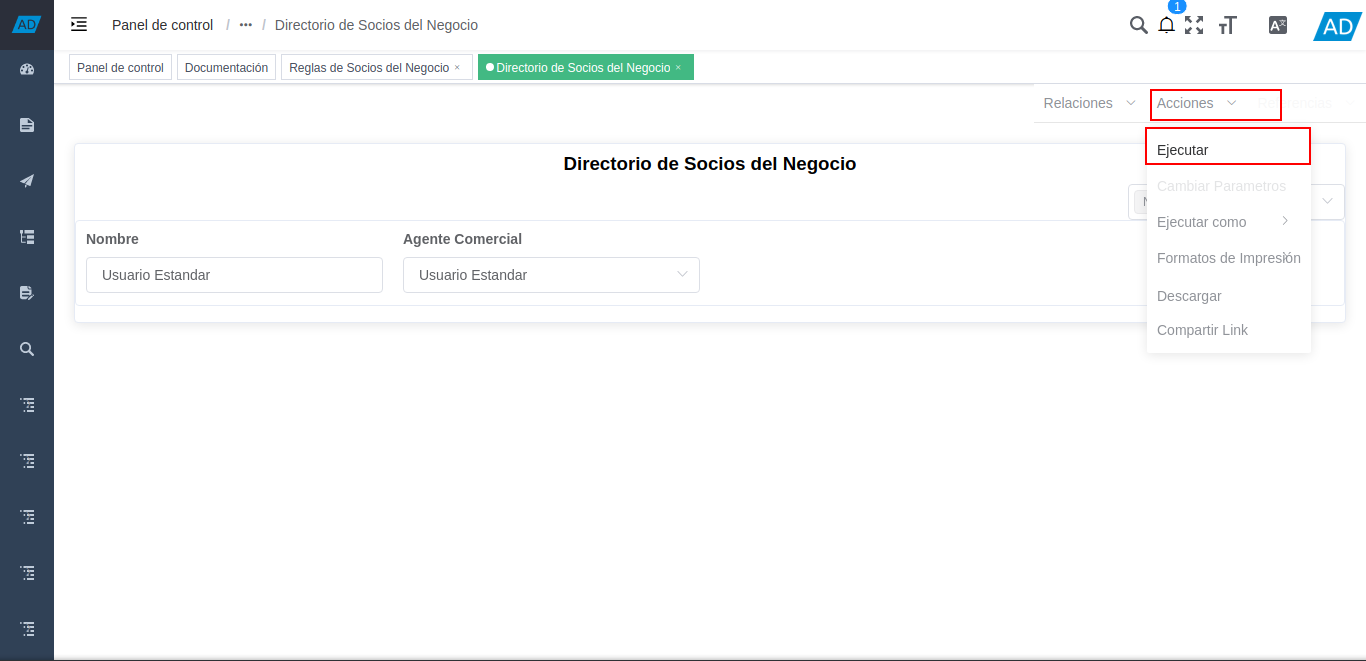 AD
Panel de control / ••• / Directorio de Socios del Negocio
1
AD
Panel de control
Documentación
Reglas de Socios del Negocio ×
Directorio de Socios del Negocio ×
Relaciones
Acciones
Referencias
Directorio de Socios del Negocio
Nombre
Usuario Estandar
Agente Comercial
Usuario Estandar
Ejecutar
Cambiar Parametros
Ejecutar como
Formatos de Impresión
Descargar
Compartir Link